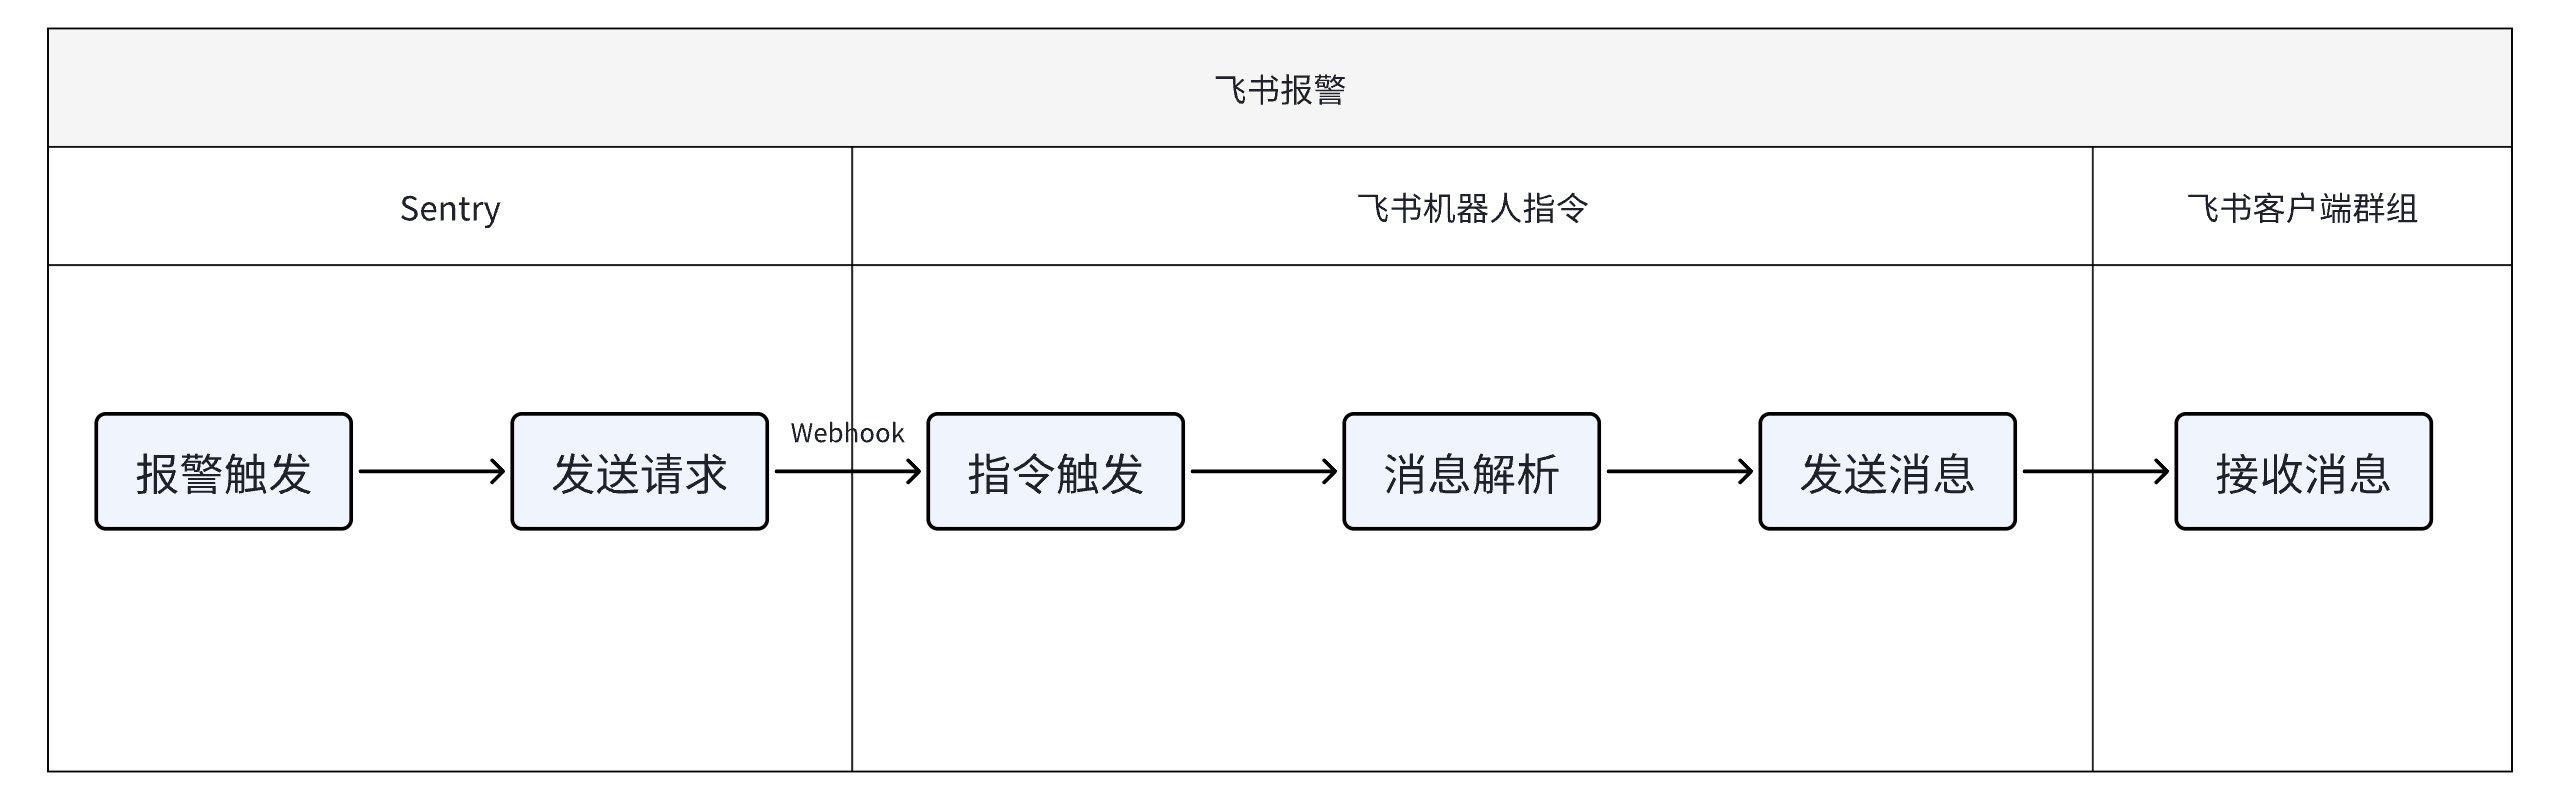 飞书报警
Sentry
飞书机器人指令
飞书客户端群组
报警触发
发送请求
Webhook
指令触发
消息解析
发送消息
接收消息